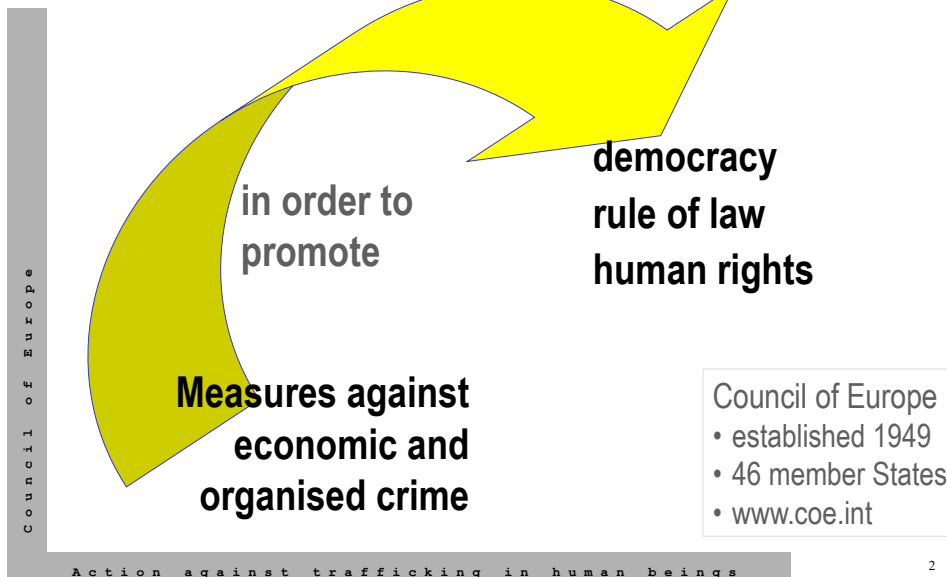 democracy
rule of law
human rights
in order to
promote
Measures against
economic and
organised crime
Council of Europe
• established 1949
• 46 member States
• www.coe.int
Council of Europe
Action against trafficking in human beings
2